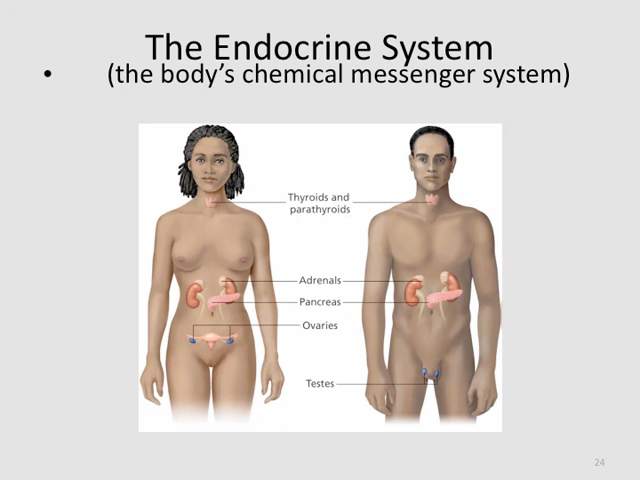 The Endocrine System
• (the body’s chemical messenger system)
Thyroids and
parathyroids
Adrenals
Pancreas
Ovaries
Testes
24